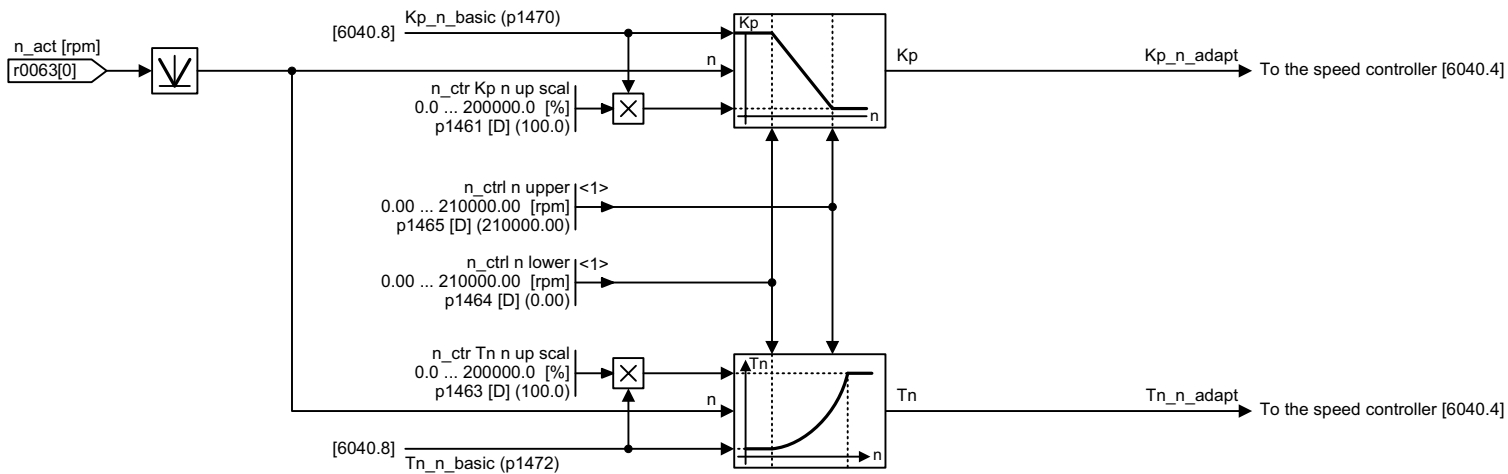 Kp_n_basic (p1470)
[6040.8]
n_act [rpm]
r0063[0]
Kp
n
n
Kp
Kp_n_adapt
To the speed controller [6040.4]
n_ctr Kp n up scal
0.0 ... 200000.0 [%]
p1461 [D] (100.0)
n_ctrl n upper
<1>
0.00 ... 210000.00 [rpm]
p1465 [D] (210000.00)
n_ctrl n lower
<1>
0.00 ... 210000.00 [rpm]
p1464 [D] (0.00)
n_ctr Tn n up scal
0.0 ... 200000.0 [%]
p1463 [D] (100.0)
Tn
n
n
Tn
Tn_n_adapt
To the speed controller [6040.4]
[6040.8]
Tn_n_basic (p1472)